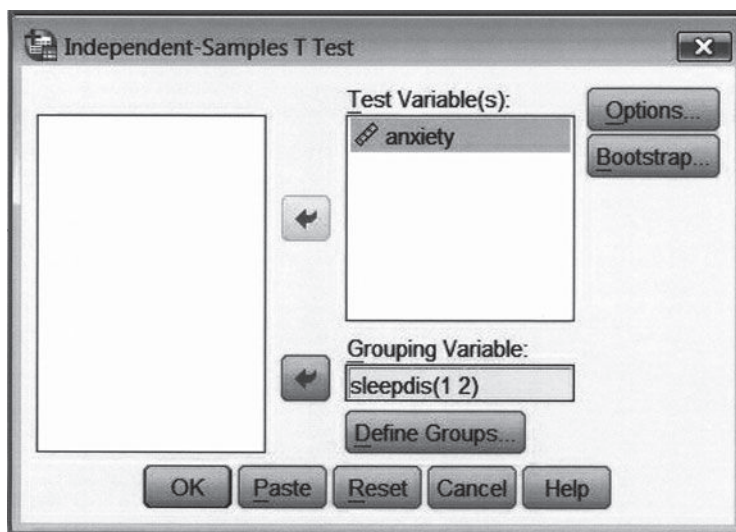 Independent-Samples T Test
Test Variable(s):
anxiety
Options...
Bootstrap...
Grouping Variable:
sleepdis(1 2)
Define Groups...
OK Paste Reset Cancel Help